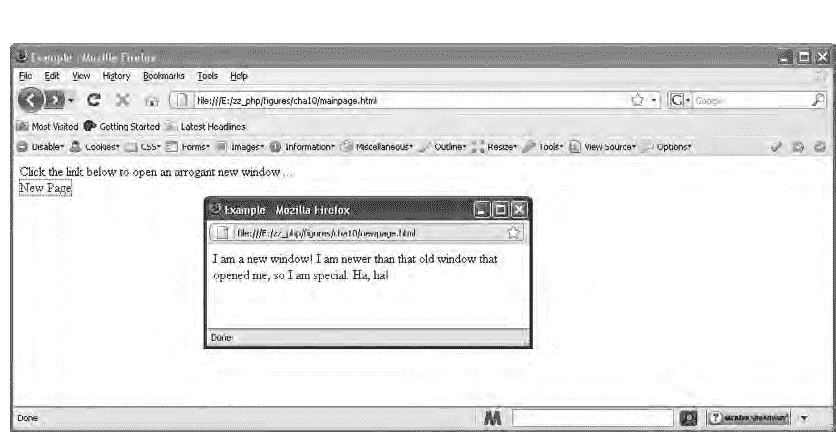 Example - Mozilla Firefox
File Edit View History Bookmarks Tools Help
file:///E:/zz_php/figures/cha10/mainpage.html
Google
Most Visited Getting Started Latest Headlines
Disable Cookies CSS Forms Images Information Miscellaneous Outline Resize Tools View Source Options
Click the link below to open an arrogant new window ...
New Page
Example - Mozilla Firefox
file:///E:/zz_php/figures/cha10/newpage.html
I am a new window! I am newer than that old window that
opened me, so I am special. Ha, ha!
Done
Done